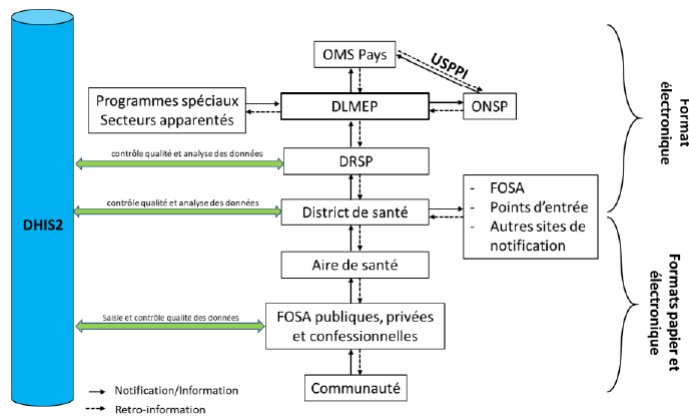 OMS Pays
USPPI
Programmes spéciaux
Secteurs apparentés
DLMEP
ONSP
Format
électronique
contrôle qualité et analyse des données
DRSP
- FOSA
- Points d'entrée
- Autres sites de
notification
contrôle qualité et analyse des données
District de santé
DHIS2
Aire de santé
Formats papier et
électronique
Saisie et contrôle qualité des données
FOSA publiques, privées
et confessionnelles
Communauté
Notification/Information
Retro-information